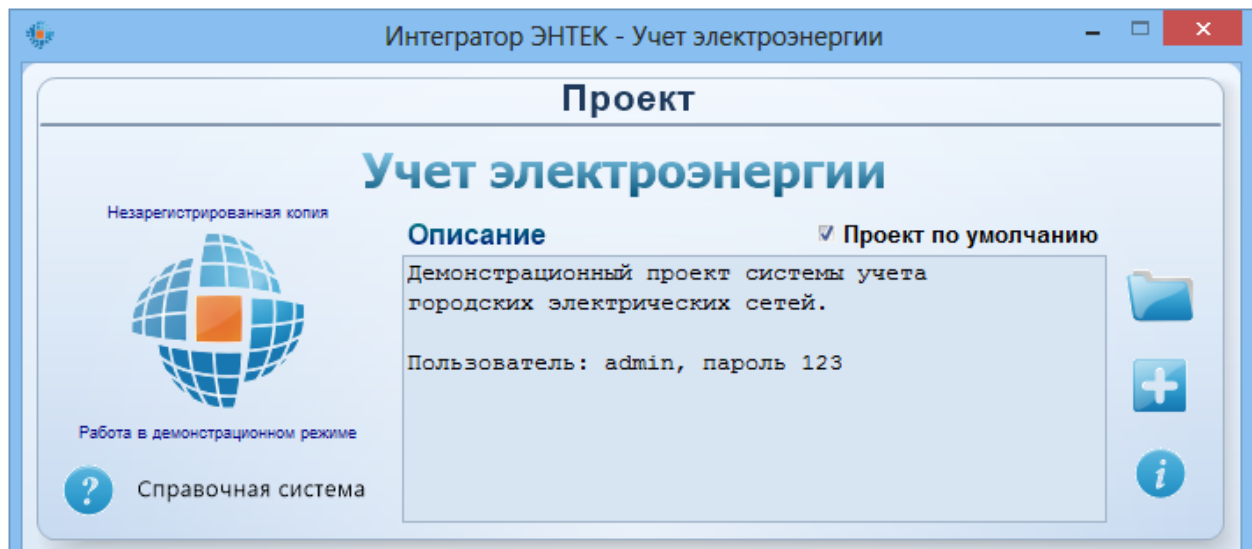 Интегратор ЭНТЕК - Учет электроэнергии
Проект
Учет электроэнергии
Незарегистрированная копия
Описание
Проект по умолчанию
Демонстрационный проект системы учета
городских электрических сетей.
Пользователь: admin, пароль 123
Работа в демонстрационном режиме
? Справочная система
i